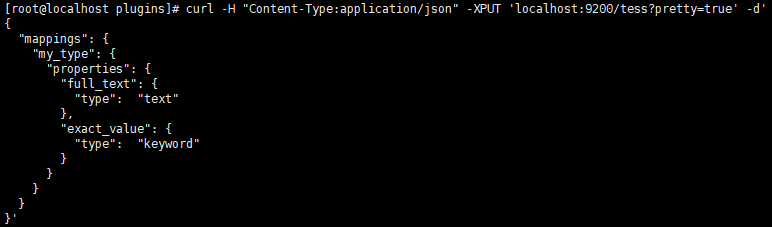 [root@localhost plugins]# curl -H "Content-Type:application/json" -XPUT 'localhost:9200/tess?pretty=true' -d'
{
  "mappings": {
    "my_type": {
      "properties": {
        "full_text": {
          "type":  "text"
        },
        "exact_value": {
          "type":  "keyword"
        }
      }
    }
  }
}'